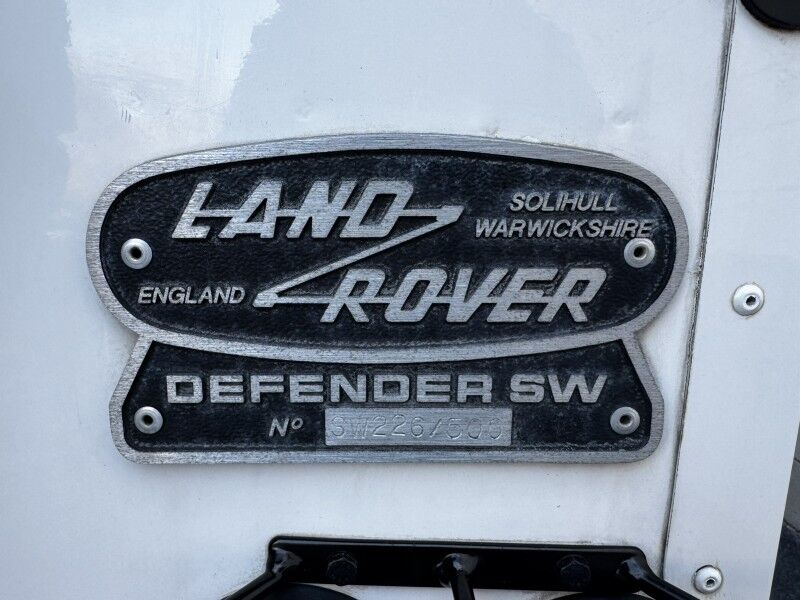 LAND ROVER
SOLIHULL
WARWICKSHIRE
ENGLAND
DEFENDER SW
Nº SW226/500